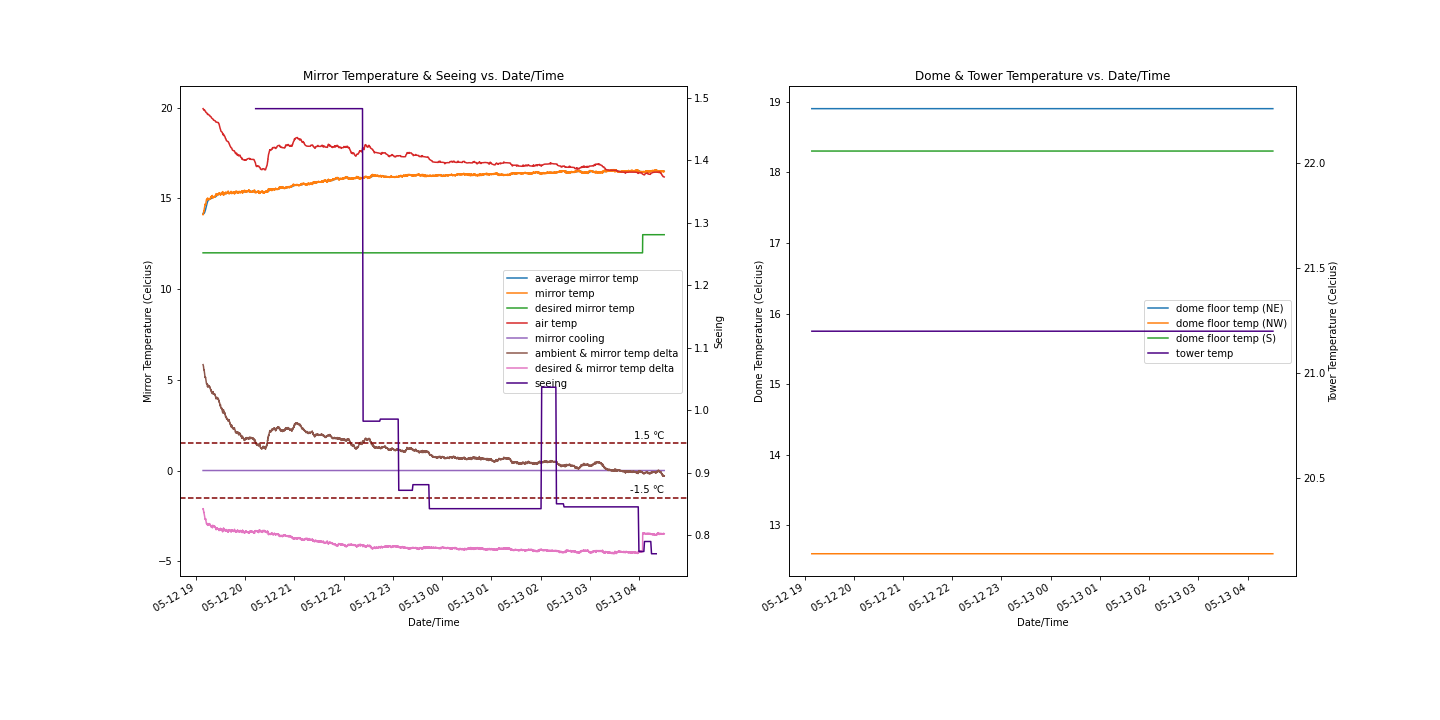 Mirror Temperature & Seeing vs. Date/Time
20
15
10
5
0
−5
Mirror Temperature (Celcius)
1.5
1.4
1.3
1.2
1.1
1.0
0.9
0.8
Seeing
average mirror temp
mirror temp
desired mirror temp
air temp
mirror cooling
ambient & mirror temp delta
desired & mirror temp delta
seeing
1.5 °C
-1.5 °C
05-12 19
05-12 20
05-12 21
05-12 22
05-12 23
05-13 00
05-13 01
05-13 02
05-13 03
05-13 04
Date/Time
Dome & Tower Temperature vs. Date/Time
19
18
17
16
15
14
13
Dome Temperature (Celcius)
22.0
21.5
21.0
20.5
Tower Temperature (Celcius)
dome floor temp (NE)
dome floor temp (NW)
dome floor temp (S)
tower temp
05-12 19
05-12 20
05-12 21
05-12 22
05-12 23
05-13 00
05-13 01
05-13 02
05-13 03
05-13 04
Date/Time